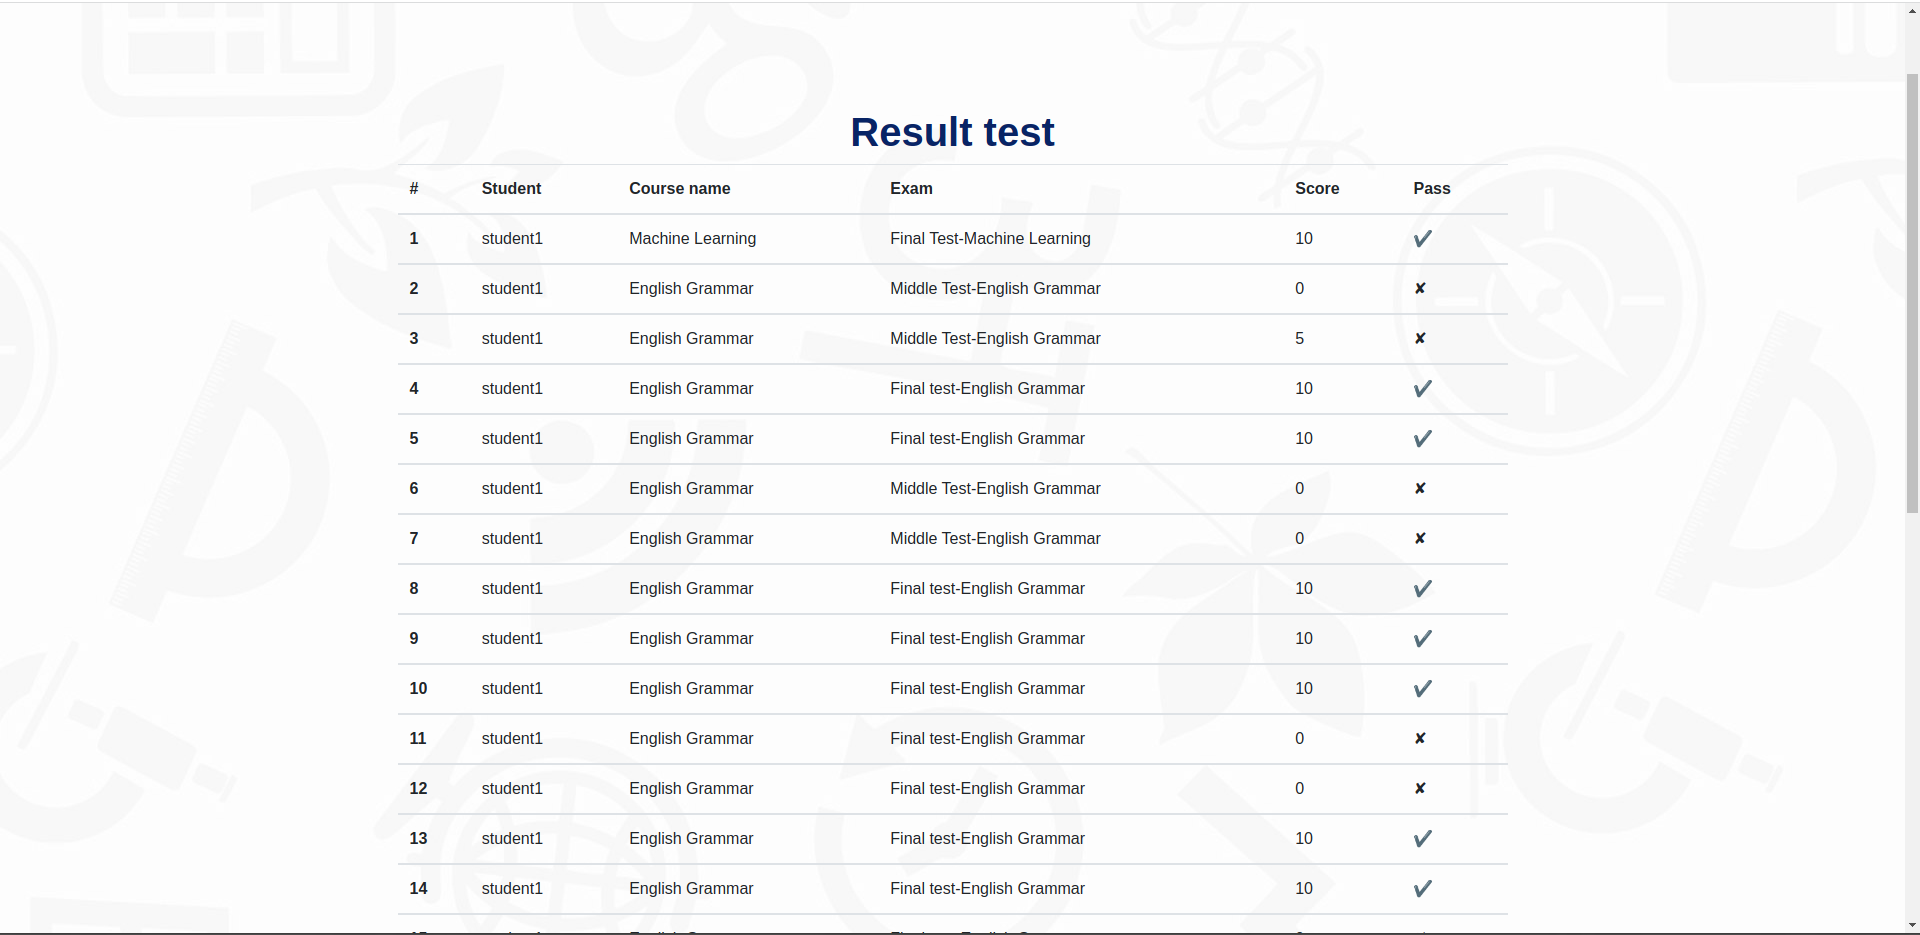 Result test
# Student Course name Exam Score Pass
1 student1 Machine Learning Final Test-Machine Learning 10 ✔
2 student1 English Grammar Middle Test-English Grammar 0 ✘
3 student1 English Grammar Middle Test-English Grammar 5 ✘
4 student1 English Grammar Final test-English Grammar 10 ✔
5 student1 English Grammar Final test-English Grammar 10 ✔
6 student1 English Grammar Middle Test-English Grammar 0 ✘
7 student1 English Grammar Middle Test-English Grammar 0 ✘
8 student1 English Grammar Final test-English Grammar 10 ✔
9 student1 English Grammar Final test-English Grammar 10 ✔
10 student1 English Grammar Final test-English Grammar 10 ✔
11 student1 English Grammar Final test-English Grammar 0 ✘
12 student1 English Grammar Final test-English Grammar 0 ✘
13 student1 English Grammar Final test-English Grammar 10 ✔
14 student1 English Grammar Final test-English Grammar 10 ✔